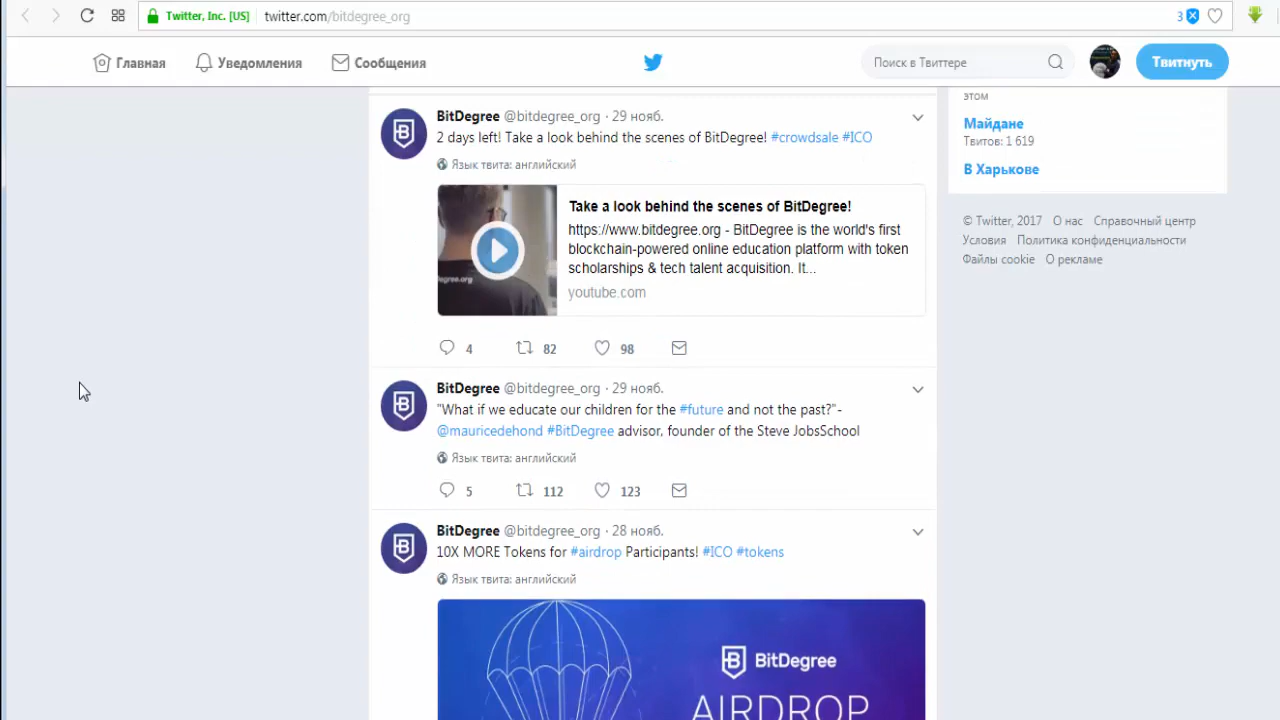 Twitter, Inc. [US] twitter.com/bitdegree_org 3
Главная Уведомления Сообщения Поиск в Твиттере Твитнуть
BitDegree @bitdegree_org · 29 нояб.
2 days left! Take a look behind the scenes of BitDegree! #crowdsale #ICO
Язык твита: английский
Take a look behind the scenes of BitDegree!
https://www.bitdegree.org - BitDegree is the world's first
blockchain-powered online education platform with token
scholarships & tech talent acquisition. It...
youtube.com
degree.org
4 82 98
BitDegree @bitdegree_org · 29 нояб.
"What if we educate our children for the #future and not the past?"-
@mauricedehond #BitDegree advisor, founder of the Steve JobsSchool
Язык твита: английский
5 112 123
BitDegree @bitdegree_org · 28 нояб.
10X MORE Tokens for #airdrop Participants! #ICO #tokens
Язык твита: английский
BitDegree
AIRDROP
этом
Майдане
Твитов: 1 619
В Харькове
© Twitter, 2017 О нас Справочный центр
Условия Политика конфиденциальности
Файлы cookie О рекламе